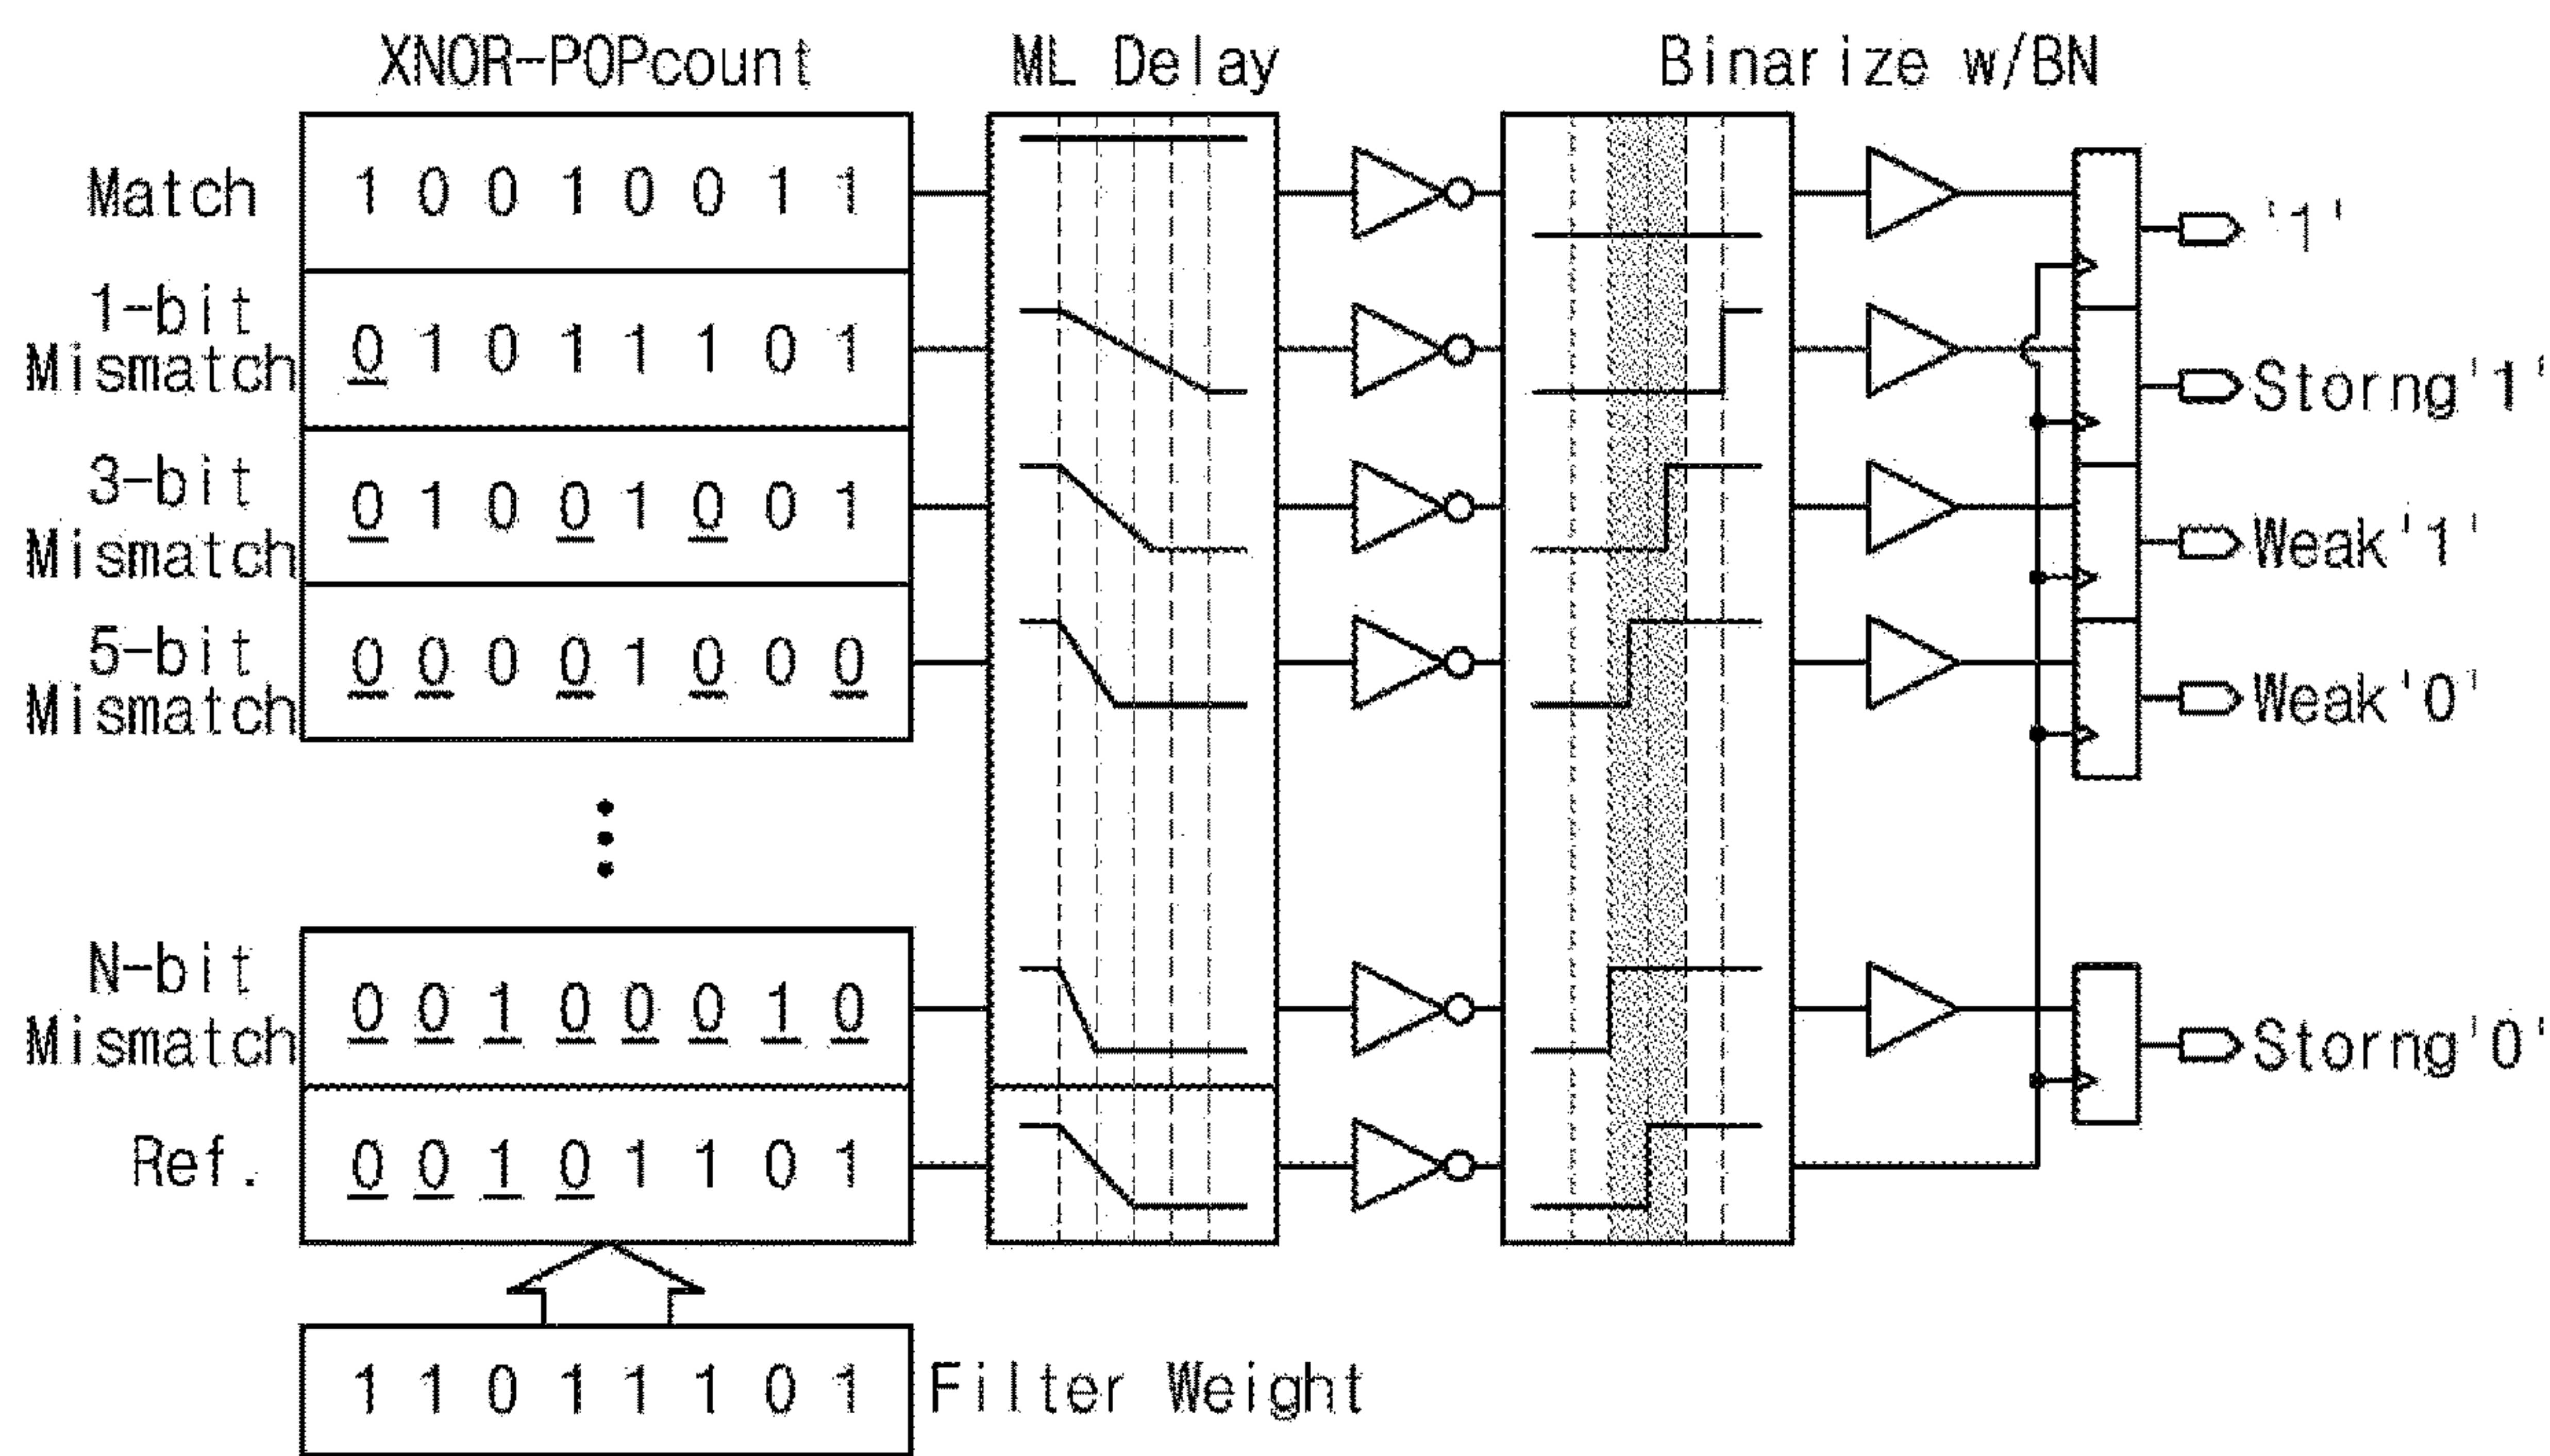 XNOR-POPcount ML Delay Binarize w/BN
Match 1 0 0 1 0 0 1 1 '1'
1-bit
Mismatch 0 1 0 1 1 1 0 1 Storng'1'
3-bit
Mismatch 0 1 0 0 1 0 0 1 Weak'1'
5-bit
Mismatch 0 0 0 0 1 0 0 0 Weak'0'
N-bit
Mismatch 0 0 1 0 0 0 1 0 Storng'0'
Ref. 0 0 1 0 1 1 0 1
1 1 0 1 1 1 0 1 Filter Weight